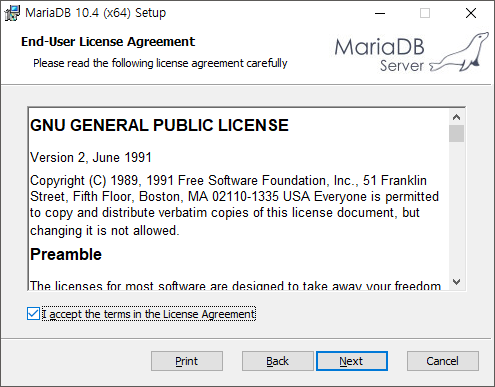 MariaDB 10.4 (x64) Setup
End-User License Agreement
Please read the following license agreement carefully
MariaDB
Server
GNU GENERAL PUBLIC LICENSE
Version 2, June 1991
Copyright (C) 1989, 1991 Free Software Foundation, Inc., 51 Franklin
Street, Fifth Floor, Boston, MA 02110-1335 USA Everyone is permitted
to copy and distribute verbatim copies of this license document, but
changing it is not allowed.
Preamble
The licenses for most software are designed to take away your freedom
I accept the terms in the License Agreement
Print
Back
Next
Cancel